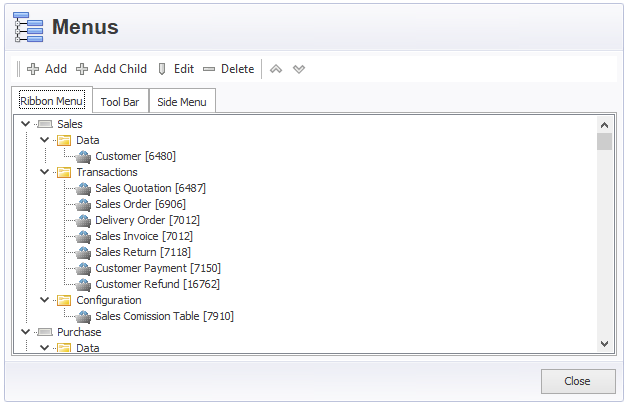 Menus
Add Add Child Edit Delete
Ribbon Menu Tool Bar Side Menu
Sales
Data
Customer [6480]
Transactions
Sales Quotation [6487]
Sales Order [6906]
Delivery Order [7012]
Sales Invoice [7012]
Sales Return [7118]
Customer Payment [7150]
Customer Refund [16762]
Configuration
Sales Comission Table [7910]
Purchase
Data
Close